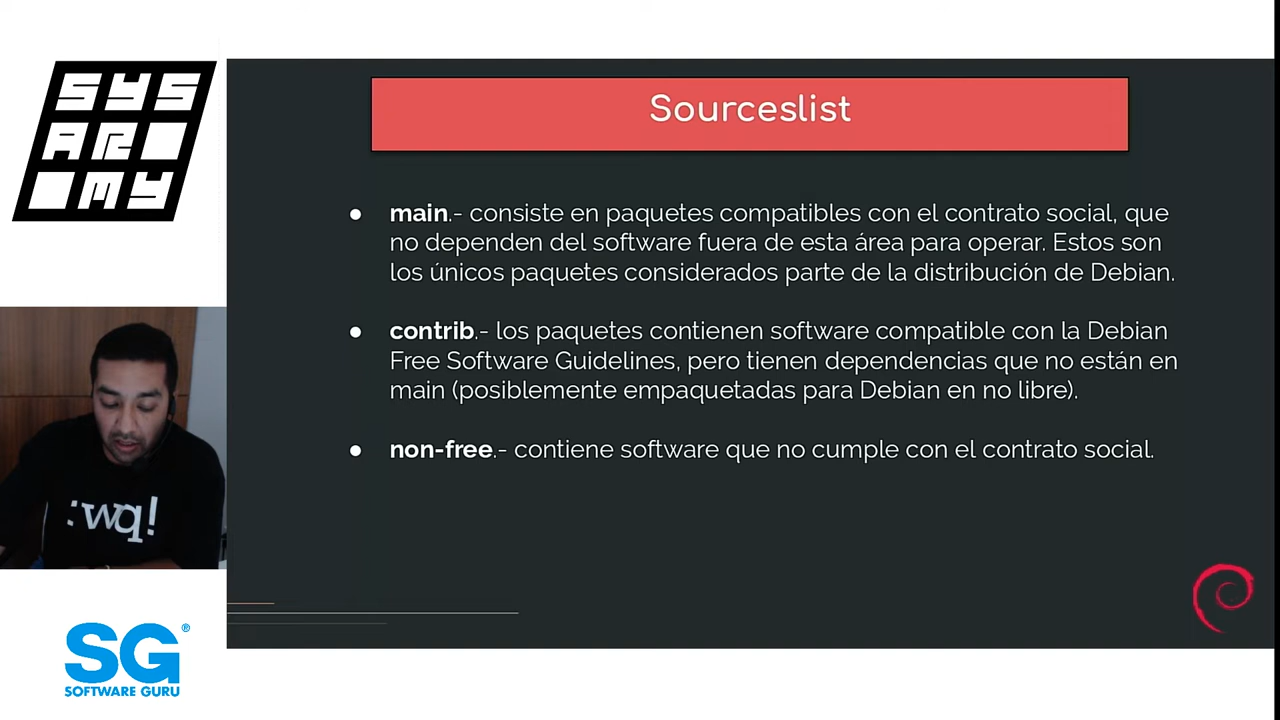 SYS
AR
MY
Sourceslist
● main.- consiste en paquetes compatibles con el contrato social, que
no dependen del software fuera de esta área para operar. Estos son
los únicos paquetes considerados parte de la distribución de Debian.
● contrib.- los paquetes contienen software compatible con la Debian
Free Software Guidelines, pero tienen dependencias que no están en
main (posiblemente empaquetadas para Debian en no libre).
● non-free.- contiene software que no cumple con el contrato social.
:wq!
SG®
SOFTWARE GURU